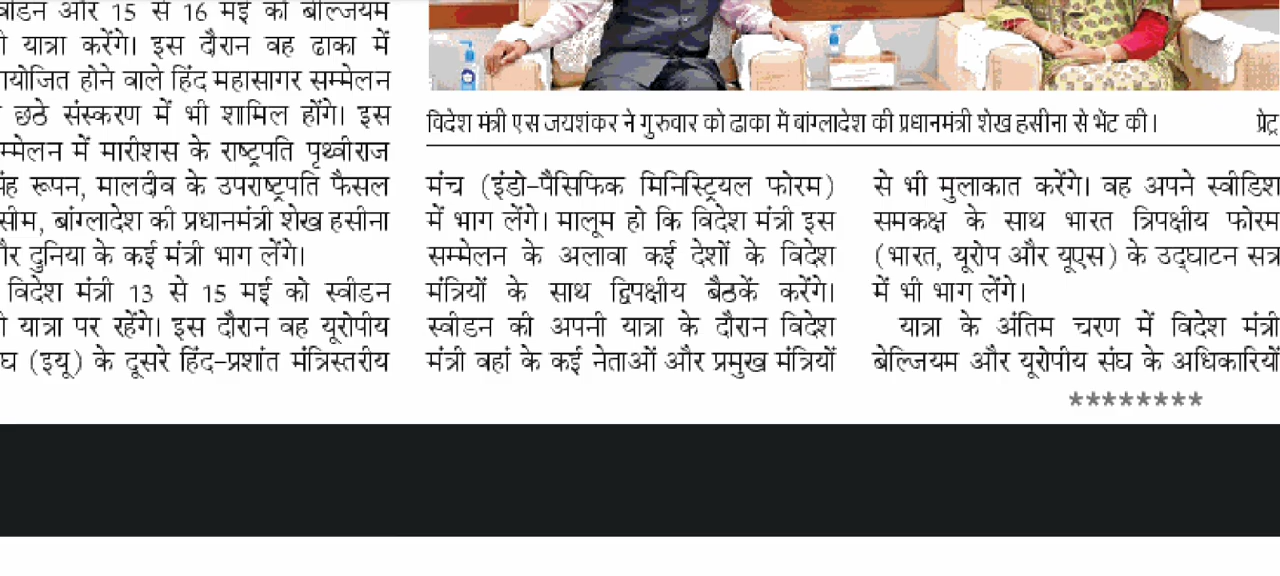 और 15 से 16 मई को बेल्जियम
यात्रा करेंगे। इस दौरान वह ढाका में
होने वाले हिंद महासागर सम्मेलन
छठे संस्करण में भी शामिल होंगे। इस
में मारीशस के राष्ट्रपति पृथ्वीराज
रूपन, मालदीव के उपराष्ट्रपति फैसल
बांग्लादेश की प्रधानमंत्री शेख हसीना
दुनिया के कई मंत्री भाग लेंगे।
विदेश मंत्री 13 से 15 मई को स्वीडन
यात्रा पर रहेंगे। इस दौरान वह यूरोपीय
(इयू) के दूसरे हिंद-प्रशांत मंत्रिस्तरीय
विदेश मंत्री एस जयशंकर ने गुरुवार को ढाका में बांग्लादेश की प्रधानमंत्री शेख हसीना से भेंट की। प्रेट्र
मंच (इंडो-पैसिफिक मिनिस्ट्रियल फोरम)
में भाग लेंगे। मालूम हो कि विदेश मंत्री इस
सम्मेलन के अलावा कई देशों के विदेश
मंत्रियों के साथ द्विपक्षीय बैठकें करेंगे।
स्वीडन की अपनी यात्रा के दौरान विदेश
मंत्री वहां के कई नेताओं और प्रमुख मंत्रियों
से भी मुलाकात करेंगे। वह अपने स्वीडिश
समकक्ष के साथ भारत त्रिपक्षीय फोरम
(भारत, यूरोप और यूएस) के उद्घाटन सत्र
में भी भाग लेंगे।
यात्रा के अंतिम चरण में विदेश मंत्री
बेल्जियम और यूरोपीय संघ के अधिकारियों
********